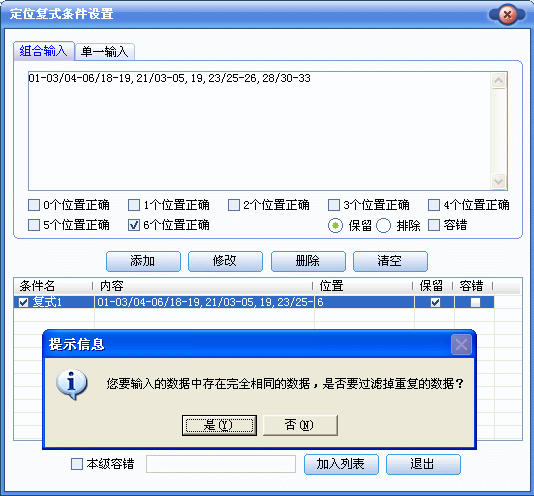 定位复式条件设置
组合输入 单一输入
01-03/04-06/18-19,21/03-05,19,23/25-26,28/30-33
0个位置正确 1个位置正确 2个位置正确 3个位置正确 4个位置正确
5个位置正确 6个位置正确 保留 排除 容错
添加 修改 删除 清空
条件名 内容 位置 保留 容错
复式1 01-03/04-06/18-19,21/03-05,19,23/25- 6
提示信息
您要输入的数据中存在完全相同的数据，是否要过滤掉重复的数据？
是(Y) 否(N)
本级容错 加入列表 退出